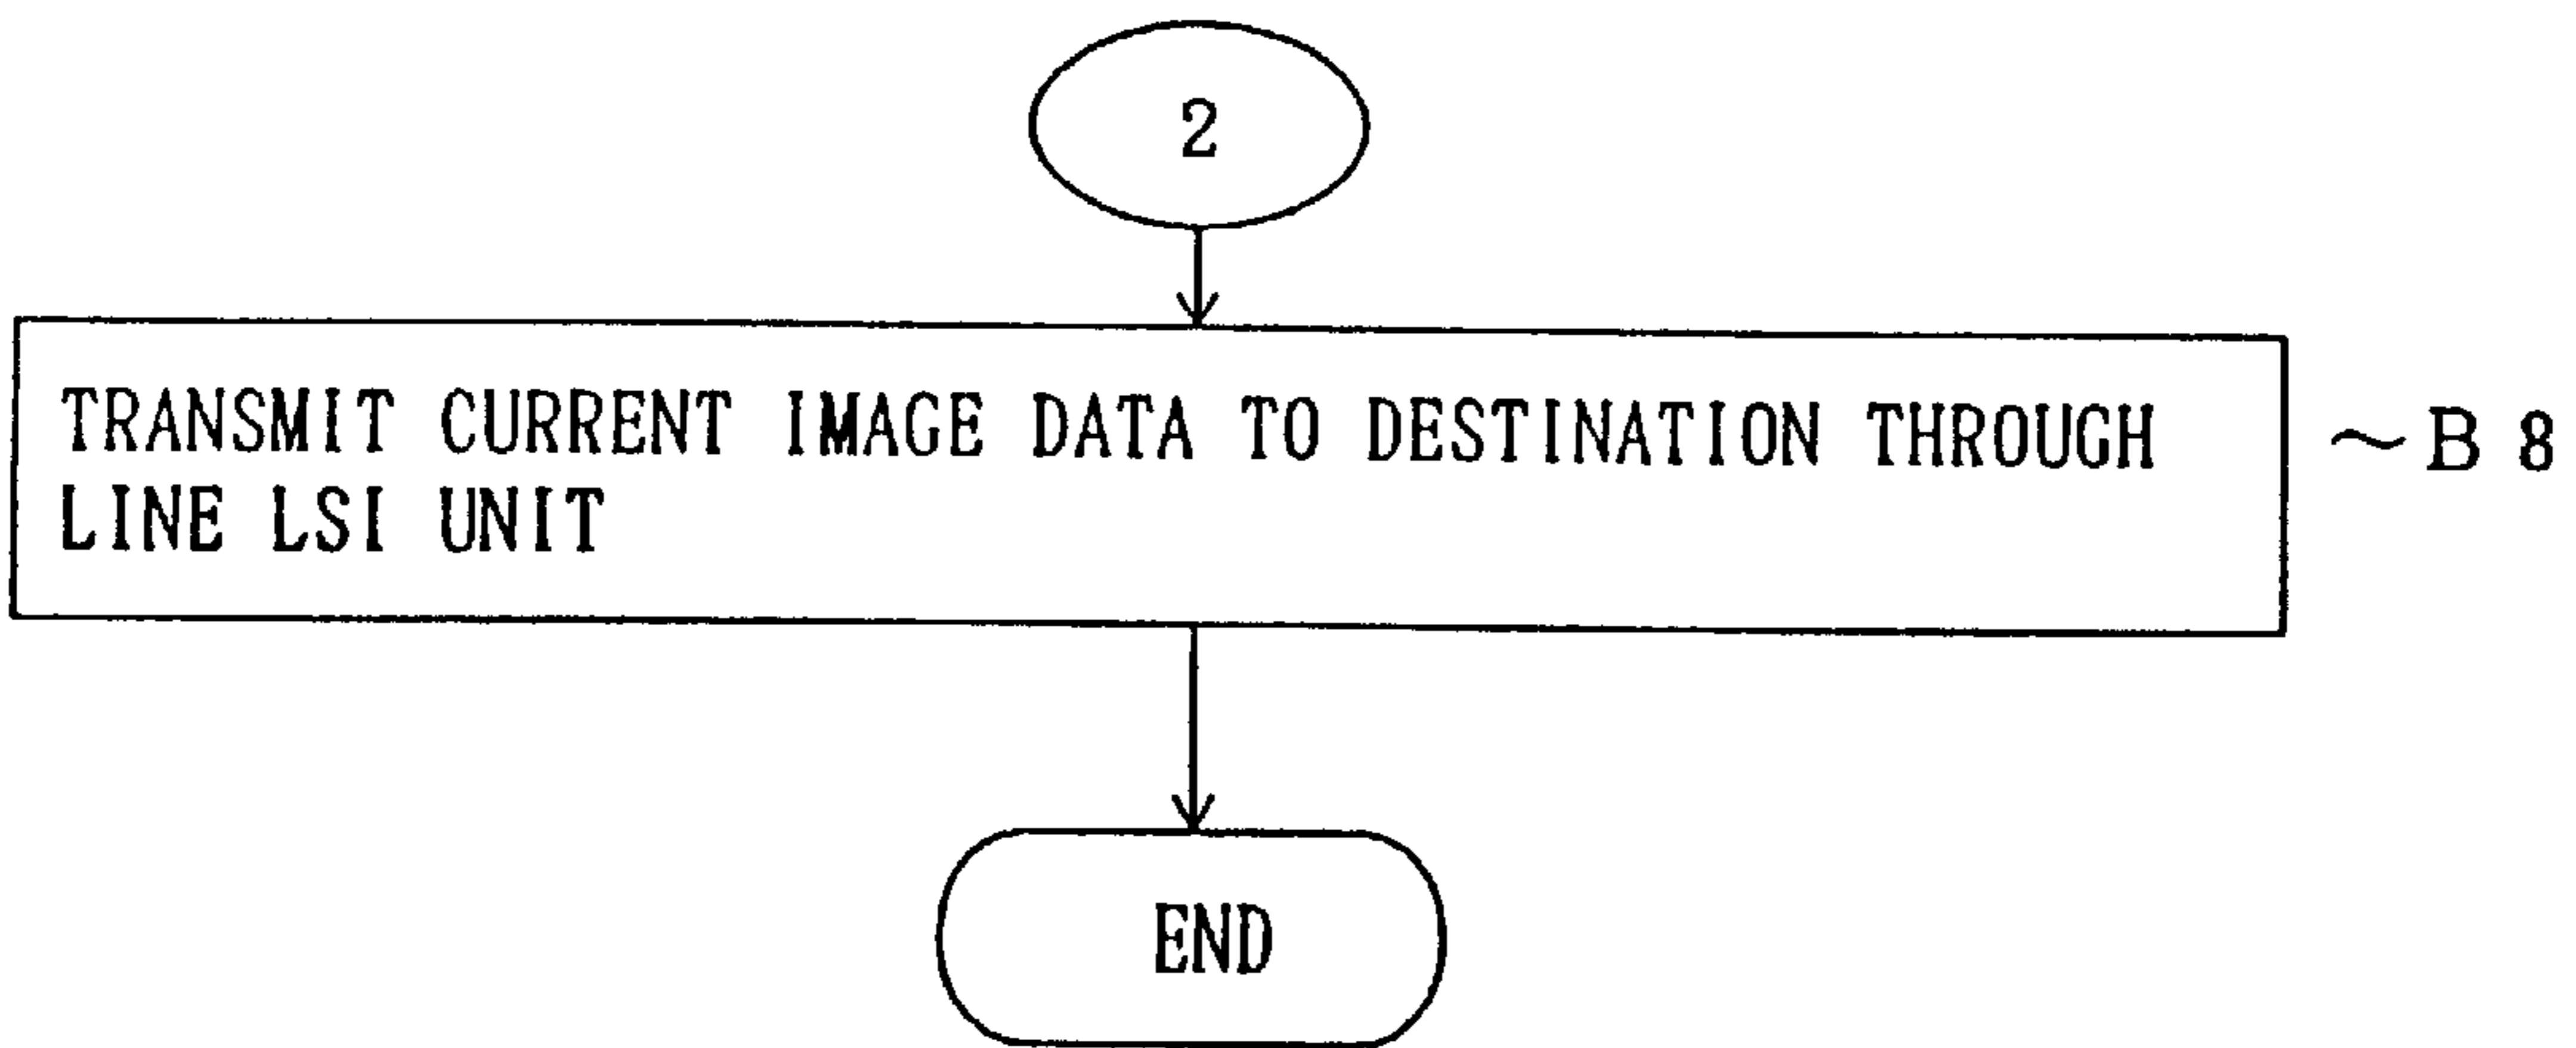 2
TRANSMIT CURRENT IMAGE DATA TO DESTINATION THROUGH
LINE LSI UNIT
~B 8
END